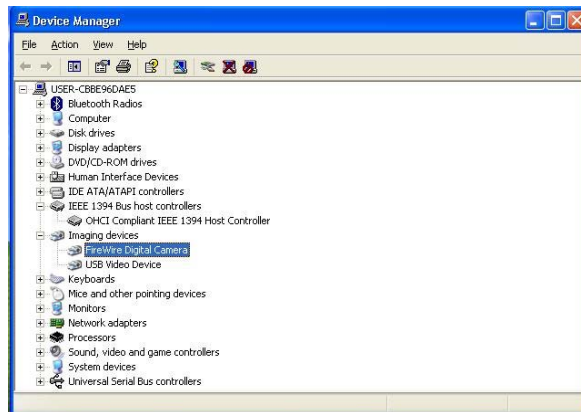 Device Manager
File Action View Help
USER-CBBE96DAE5
Bluetooth Radios
Computer
Disk drives
Display adapters
DVD/CD-ROM drives
Human Interface Devices
IDE ATA/ATAPI controllers
IEEE 1394 Bus host controllers
OHCI Compliant IEEE 1394 Host Controller
Imaging devices
FireWire Digital Camera
USB Video Device
Keyboards
Mice and other pointing devices
Monitors
Network adapters
Processors
Sound, video and game controllers
System devices
Universal Serial Bus controllers